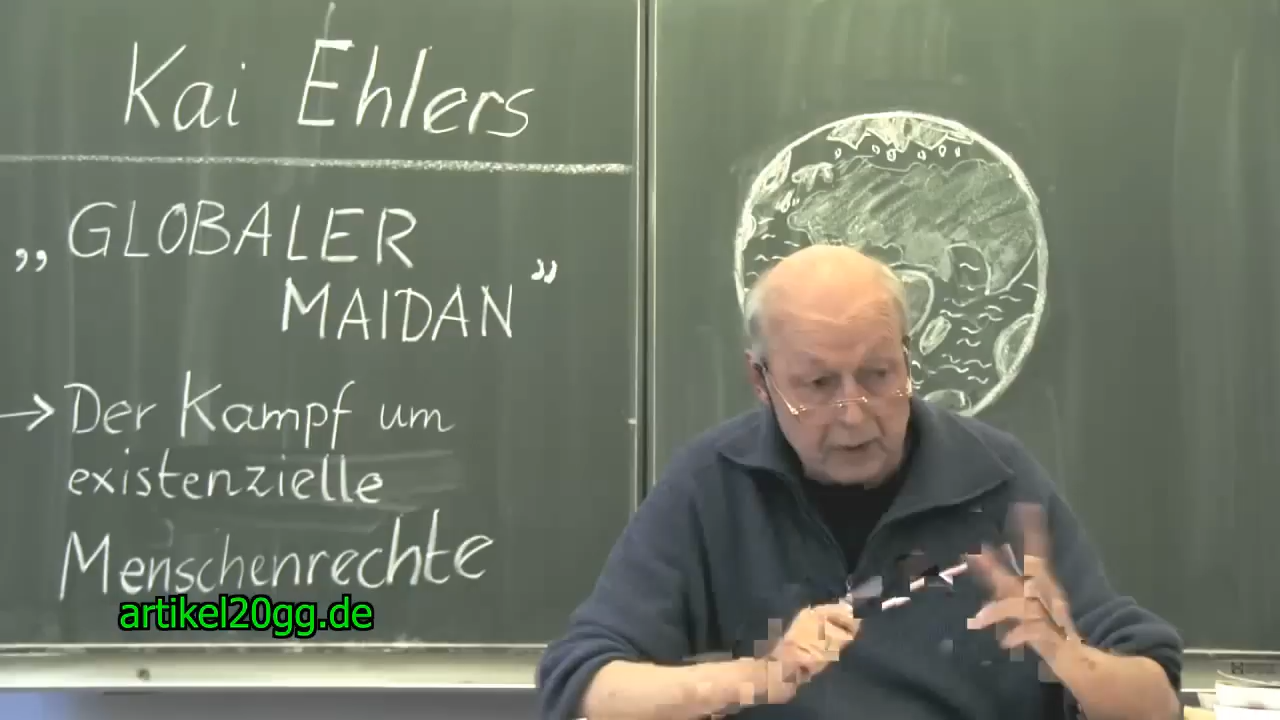 Kai Ehlers
„GLOBALER
MAIDAN”
→ Der Kampf um
existenzielle
Menschenrechte
artikel20gg.de